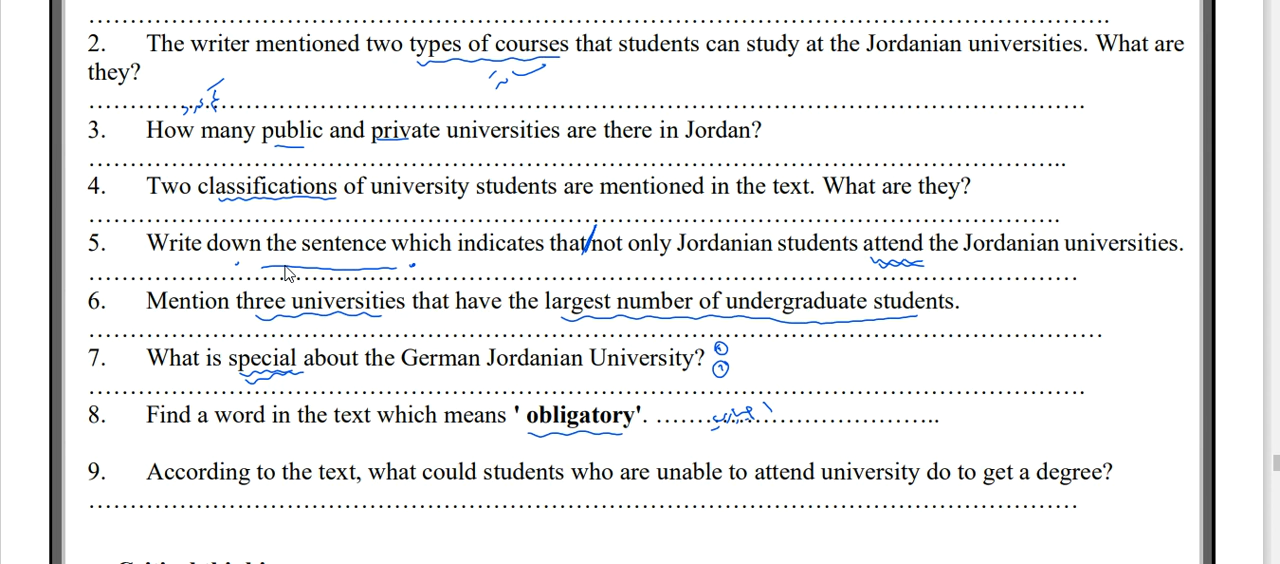 ……………………………………………………………………………………………………………….
2. The writer mentioned two types of courses that students can study at the Jordanian universities. What are
they?
……………………………………………………………………………………………………………
3. How many public and private universities are there in Jordan?
…………………………………………………………………………………………………………..
4. Two classifications of university students are mentioned in the text. What are they?
………………………………………………………………………………………………………….
5. Write down the sentence which indicates that not only Jordanian students attend the Jordanian universities.
……………………………………………………………………………………………………………
6. Mention three universities that have the largest number of undergraduate students.
………………………………………………………………………………………………………………
7. What is special about the German Jordanian University?
……………………………………………………………………………………………………………
8. Find a word in the text which means ' obligatory'. ……………………………..
9. According to the text, what could students who are unable to attend university do to get a degree?
……………………………………………………………………………………………………………